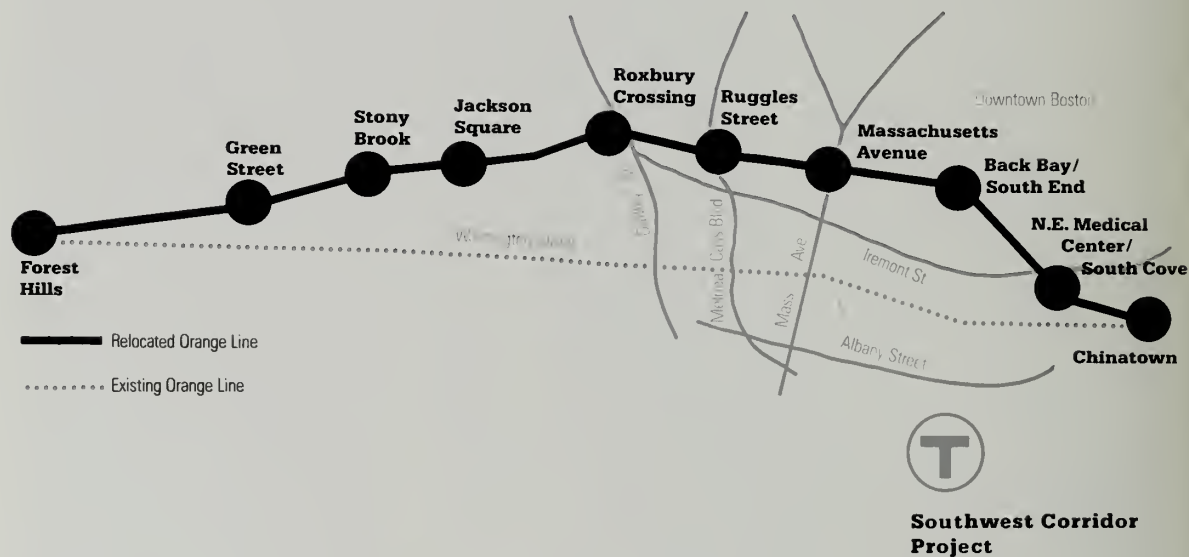 Roxbury
Crossing
Ruggles
Street
Downtown Boston
Jackson
Square
Stony
Brook
Massachusetts
Avenue
Green
Street
Back Bay/
South End
N.E. Medical
Center/
South Cove
Forest
Hills
Mass Ave
Tremont St
Albany Street
Chinatown
Relocated Orange Line
Existing Orange Line
T
Southwest Corridor
Project